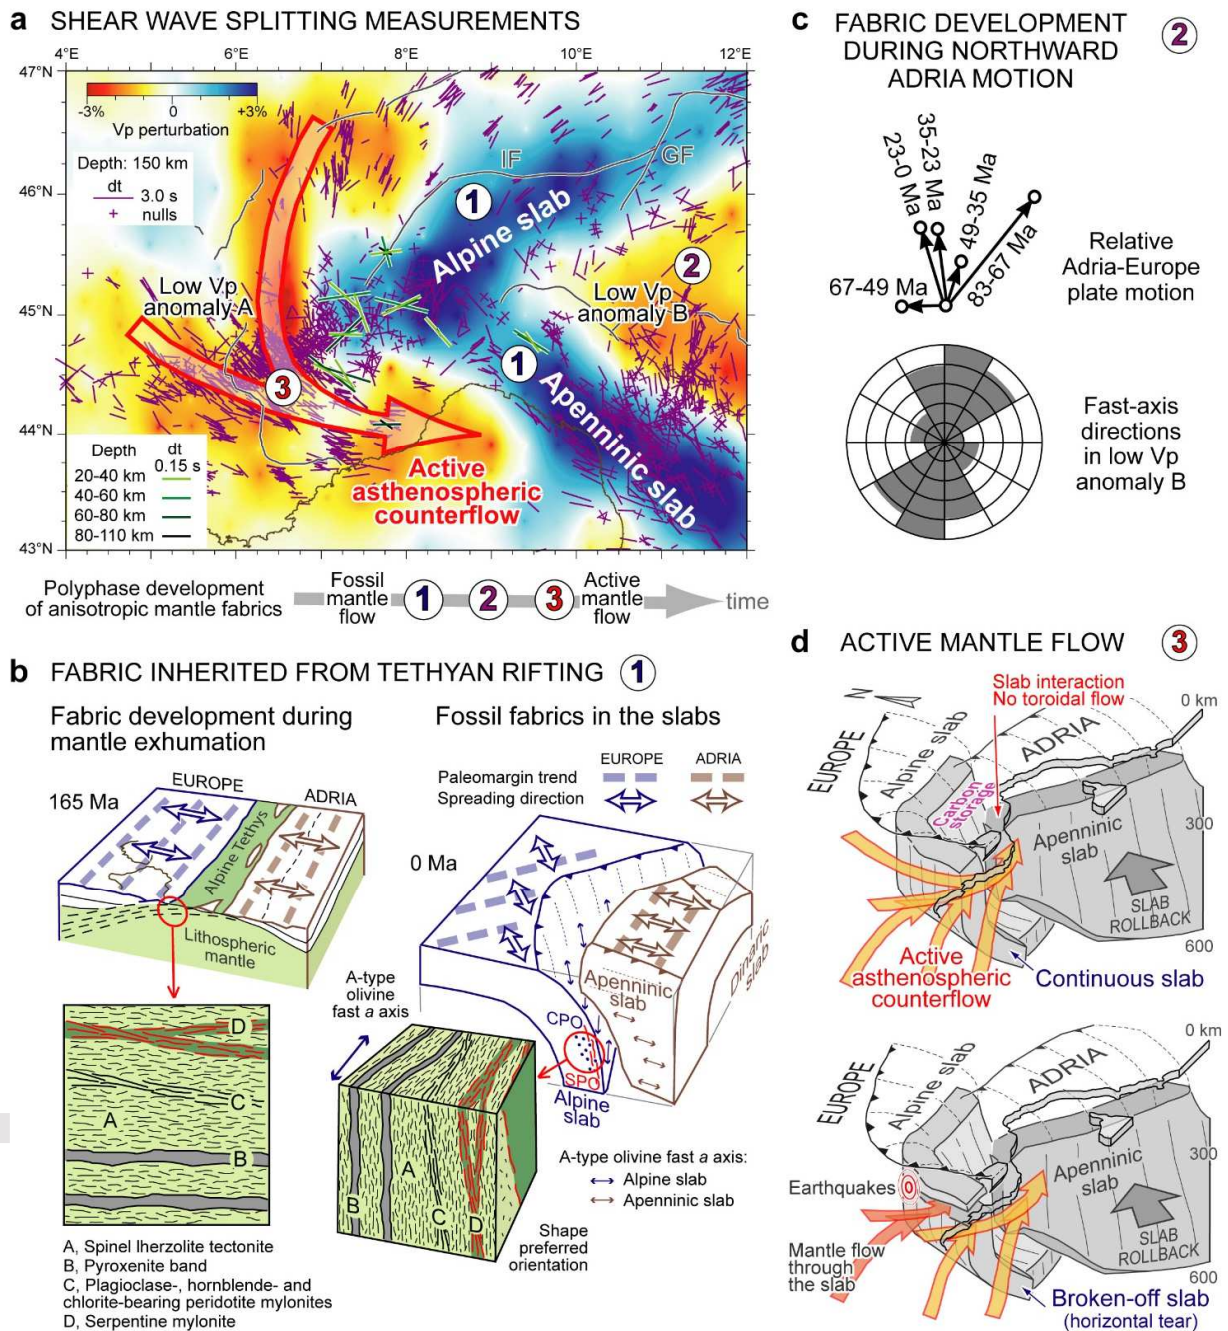 a SHEAR WAVE SPLITTING MEASUREMENTS
4°E 6°E 8°E 10°E 12°E
47°N
46°N
45°N
44°N
43°N
-3% 0 +3%
Vp perturbation
Depth: 150 km
dt
3.0 s
+ nulls
IF
GF
1
Alpine slab
2
Low Vp
anomaly A
Low Vp
anomaly B
1
Apenninic slab
3
Active
asthenospheric
counterflow
Depth dt
0.15 s
20-40 km
40-60 km
60-80 km
80-110 km
Polyphase development
of anisotropic mantle fabrics
Fossil
mantle
flow
1 2 3
Active
mantle
flow
time
b FABRIC INHERITED FROM TETHYAN RIFTING 1
Fabric development during
mantle exhumation
165 Ma
EUROPE
ADRIA
Alpine Tethys
Lithospheric
mantle
D
C
A
B
A, Spinel lherzolite tectonite
B, Pyroxenite band
C, Plagioclase-, hornblende- and
chlorite-bearing peridotite mylonites
D, Serpentine mylonite
Fossil fabrics in the slabs
EUROPE ADRIA
Paleomargin trend
Spreading direction
0 Ma
Apenninic
slab
Dinaric
slab
CPO
SPO
Alpine
slab
A-type
olivine
fast a axis
A
B
C
D
A-type olivine fast a axis:
Alpine slab
Apenninic slab
Shape
preferred
orientation
c FABRIC DEVELOPMENT 2
DURING NORTHWARD
ADRIA MOTION
23-0 Ma
35-23 Ma
49-35 Ma
83-67 Ma
67-49 Ma
Relative
Adria-Europe
plate motion
Fast-axis
directions
in low Vp
anomaly B
d ACTIVE MANTLE FLOW 3
Slab interaction
No toroidal flow
N
0 km
EUROPE
Alpine slab
ADRIA
Carbon
storage
300
Apenninic
slab
SLAB
ROLLBACK
600
Active
asthenospheric
counterflow
Continuous slab
0 km
EUROPE
Alpine slab
ADRIA
300
Apenninic
slab
Earthquakes
SLAB
ROLLBACK
Mantle flow
through
the slab
600
Broken-off slab
(horizontal tear)